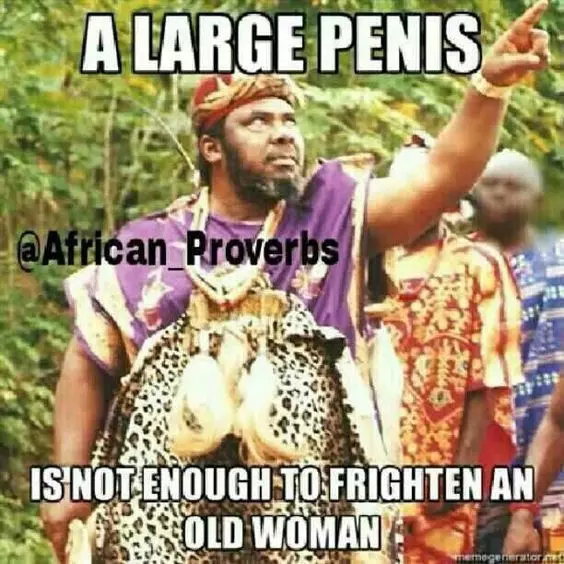 A LARGE PENIS
@African_Proverbs
IS NOT ENOUGH TO FRIGHTEN AN
OLD WOMAN
memegenerator.net